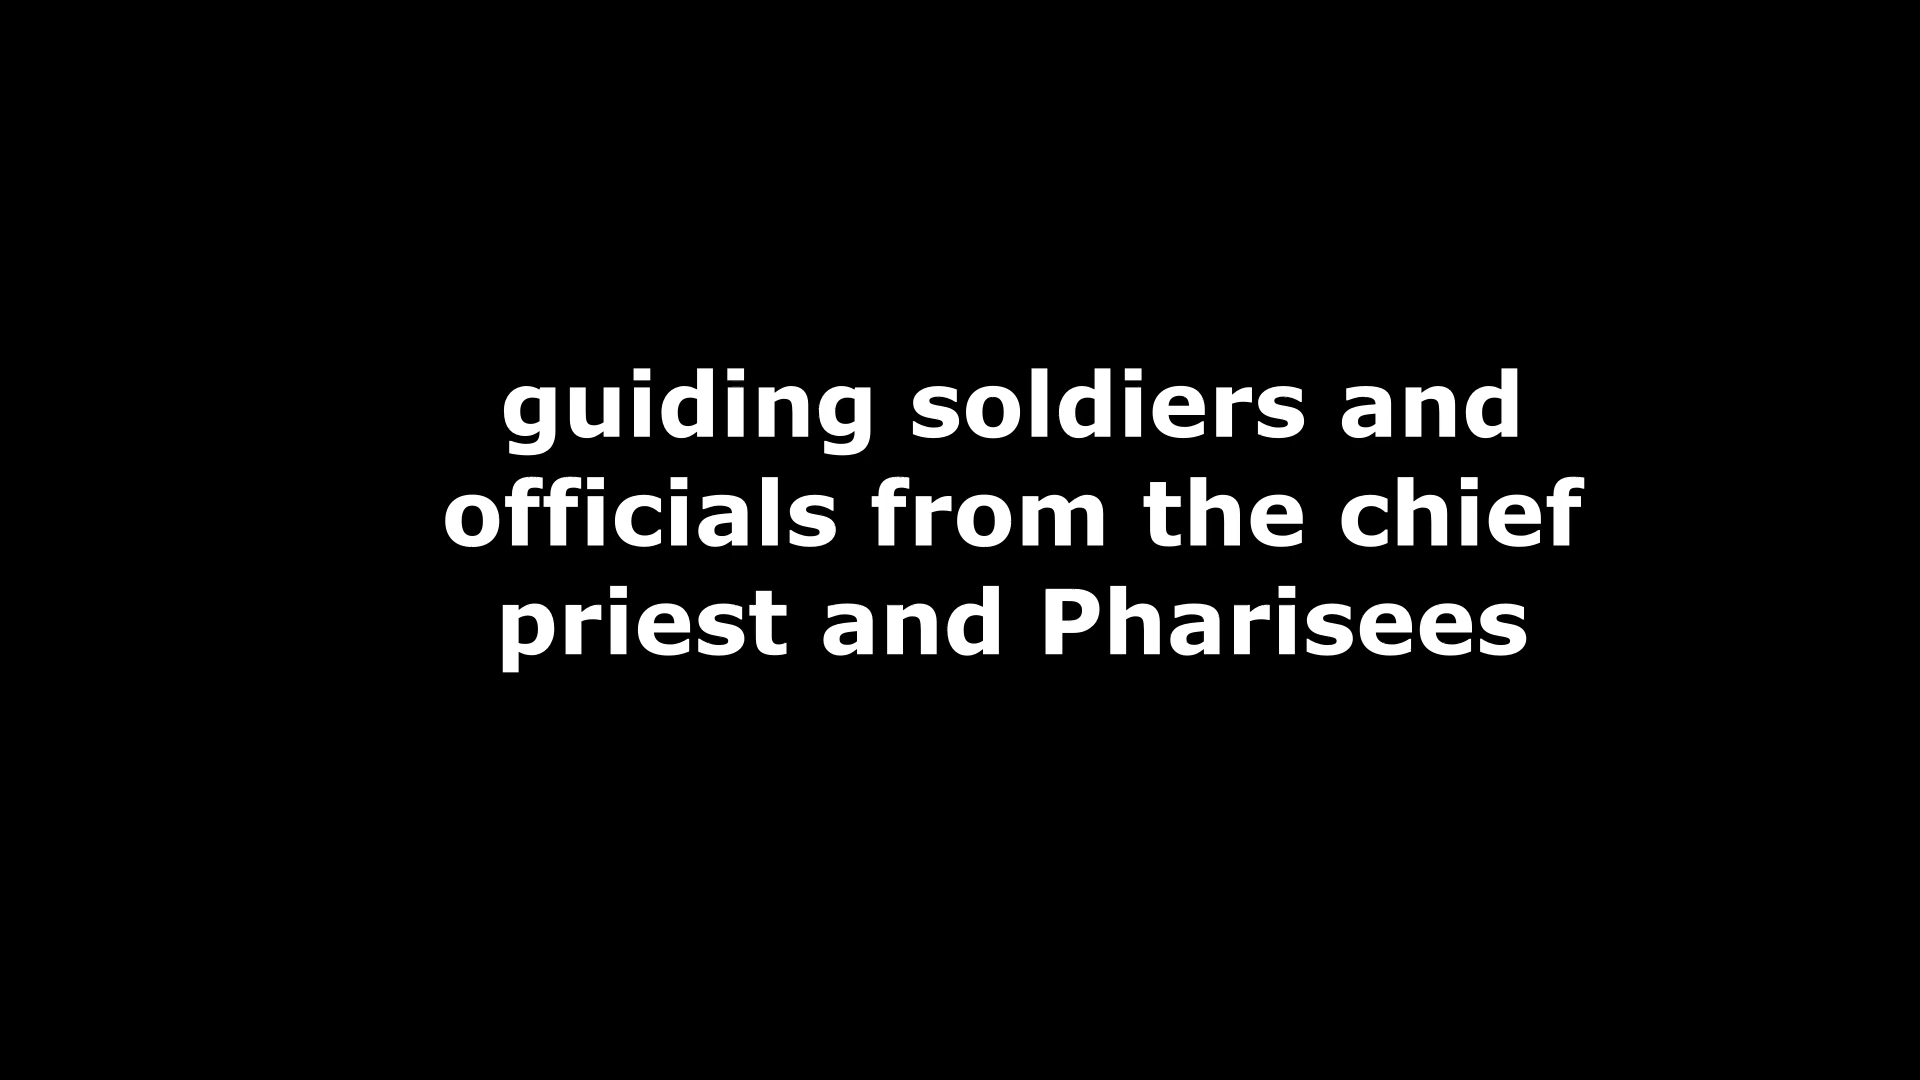 guiding soldiers and
officials from the chief
priest and Pharisees